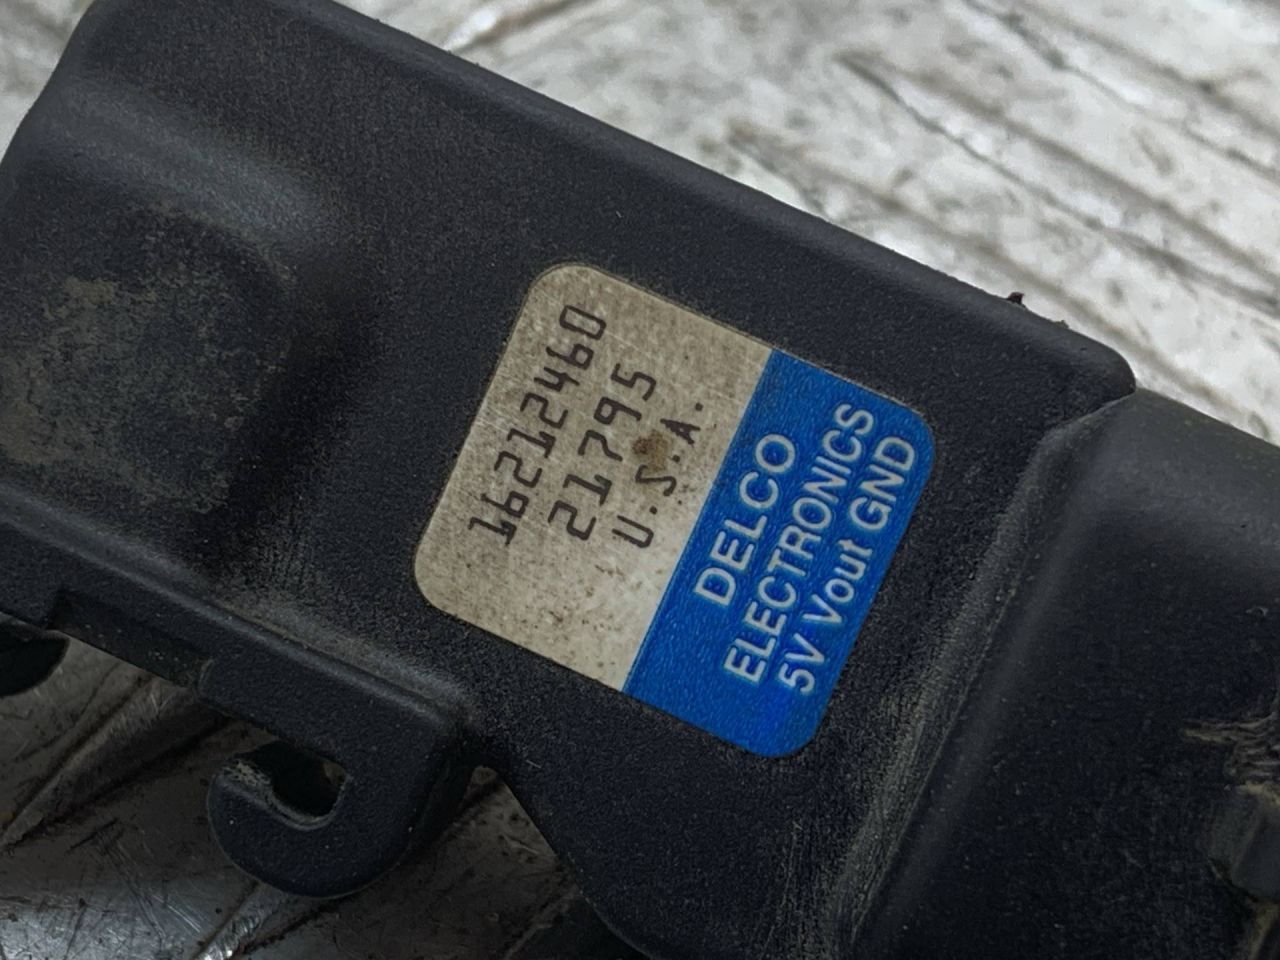 16212460
21795
U.S.A.
DELCO
ELECTRONICS
5V Vout GND